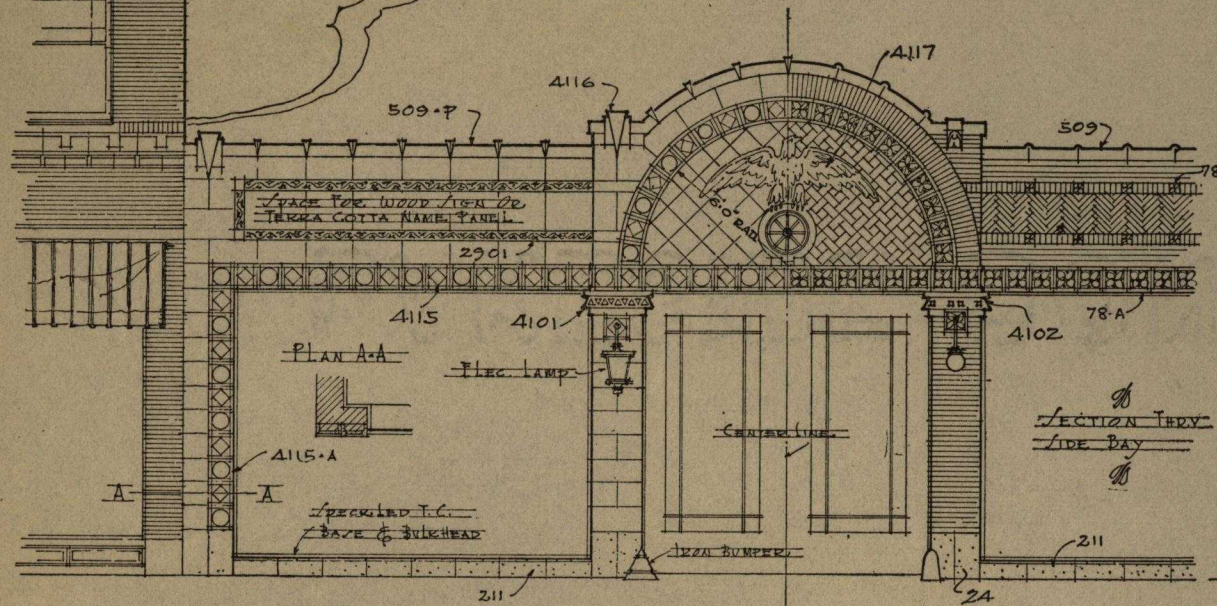 4117
4116
509·P
509
78
SPACE FOR WOOD SIGN OR
TERRA COTTA NAME PANEL
6'-0" RAD.
2901
4115
4101
4102
78·A
PLAN A·A
ELEC. LAMP
CENTER LINE
SECTION THRU
SIDE BAY
4115·A
A
A
SPECKLED T.C.
BASE & BULKHEAD
IRON BUMPER
211
211
24